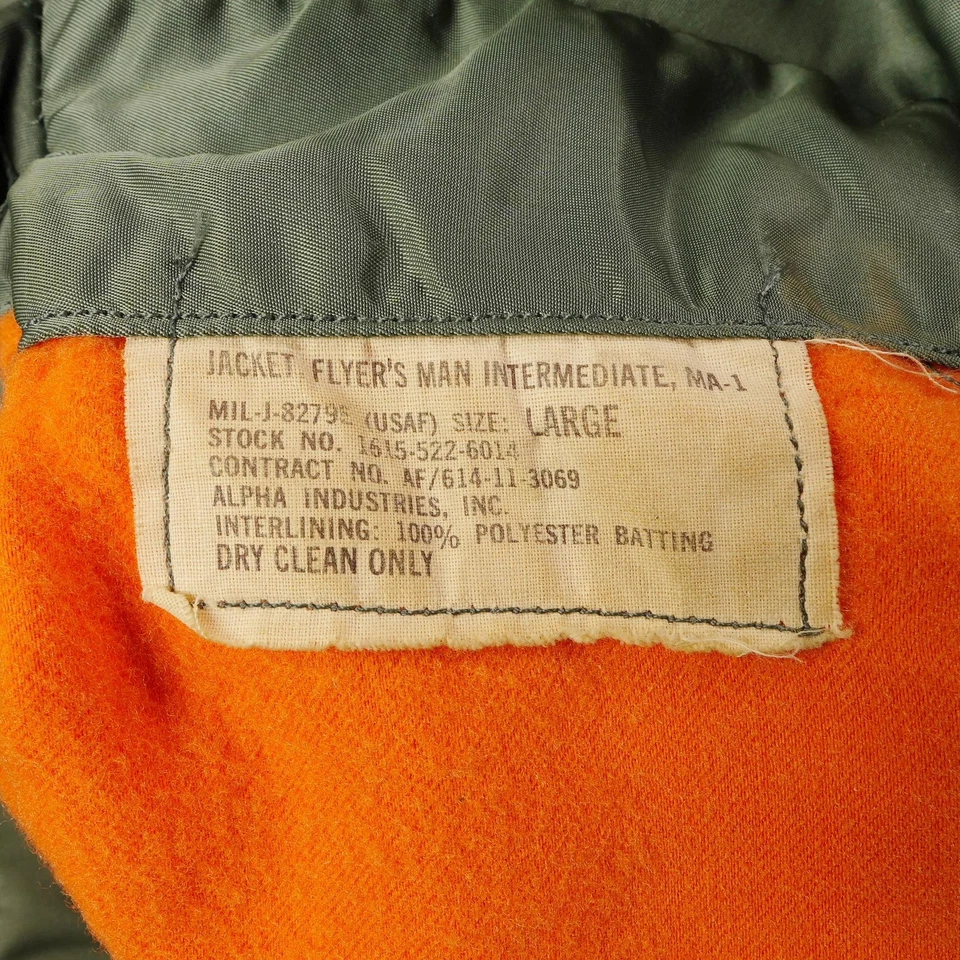 JACKET, FLYER'S MAN INTERMEDIATE, MA-1
(USAF) SIZE: LARGE
STOCK NO. 1615-522-6014
CONTRACT NO. AF/614-11-3069
ALPHA INDUSTRIES, INC.
INTERLINING: 100% POLYESTER BATTING
DRY CLEAN ONLY